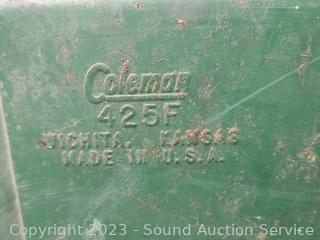 Coleman
425F
WICHITA, KANSAS
MADE IN U.S.A.
Copyright 2023 - Sound Auction Service